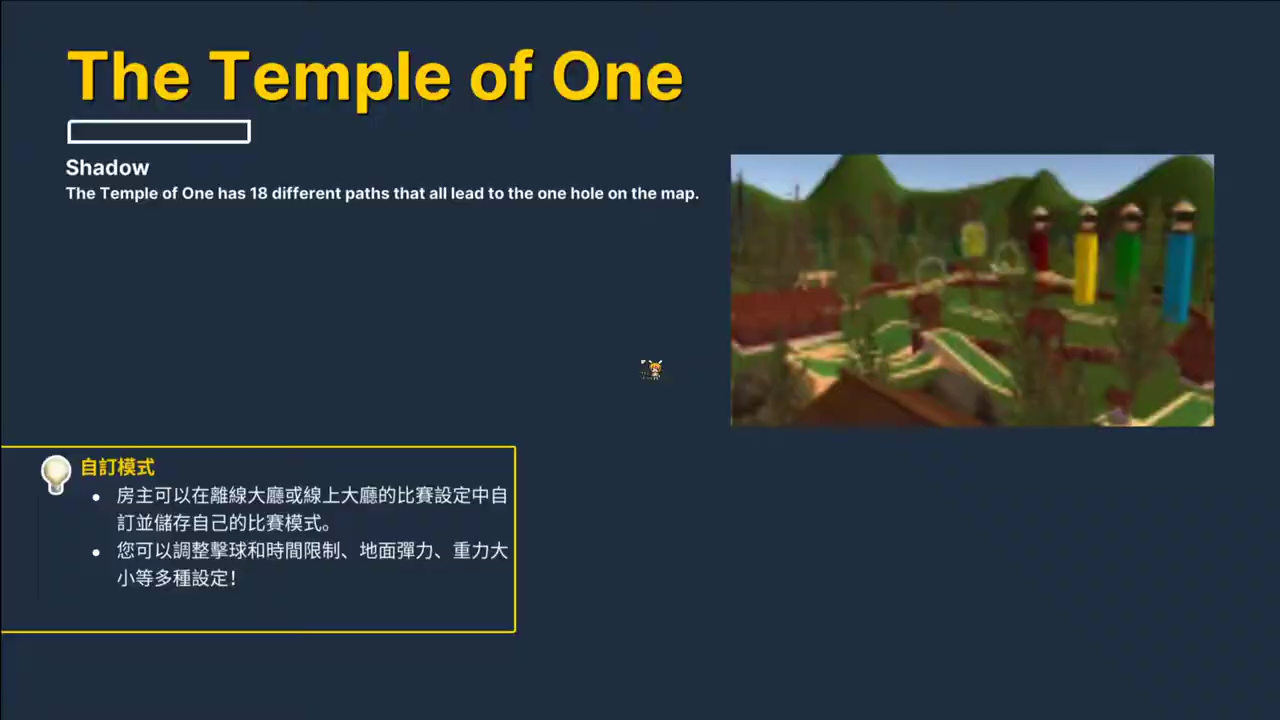 The Temple of One
Shadow
The Temple of One has 18 different paths that all lead to the one hole on the map.
自訂模式
房主可以在離線大廳或線上大廳的比賽設定中自
訂並儲存自己的比賽模式。
您可以調整擊球和時間限制、地面彈力、重力大
小等多種設定!